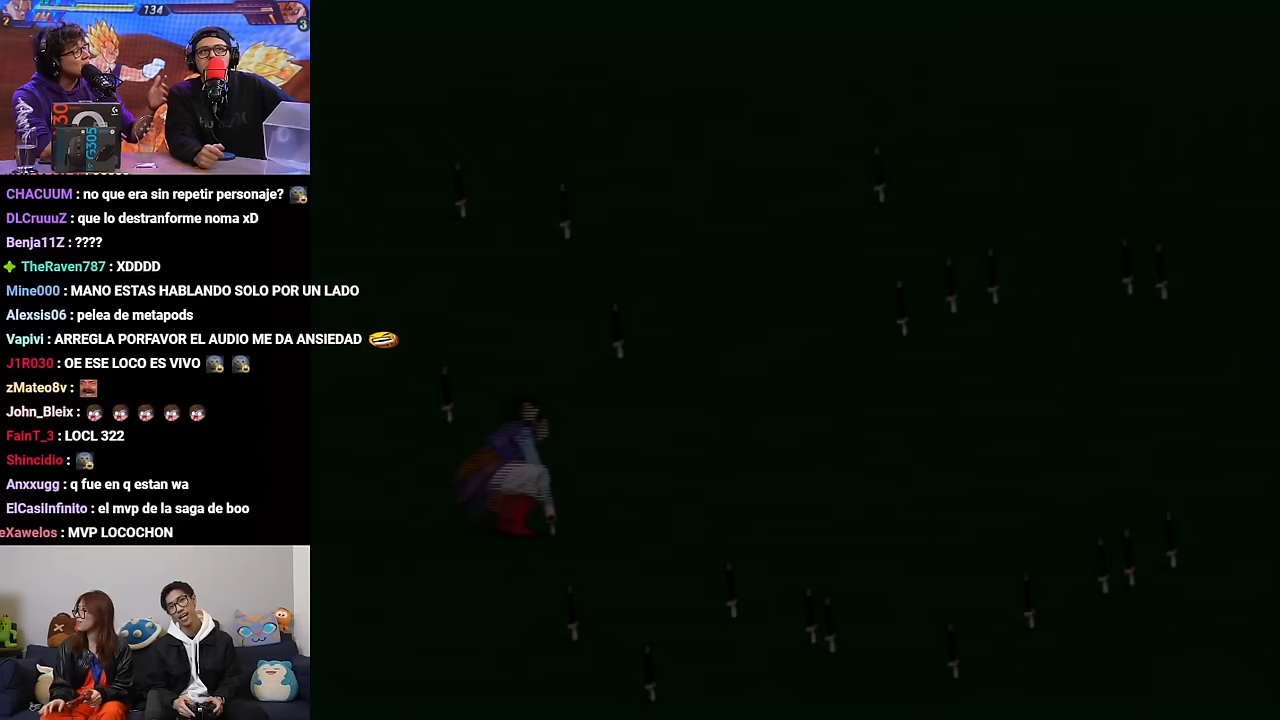 2
134
3
G305
CHACUUM : no que era sin repetir personaje?
DLCruuuZ : que lo destranforme noma xD
Benja11Z : ????
TheRaven787 : XDDDD
Mine000 : MANO ESTAS HABLANDO SOLO POR UN LADO
Alexsis06 : pelea de metapods
Vapivi : ARREGLA PORFAVOR EL AUDIO ME DA ANSIEDAD
J1R030 : OE ESE LOCO ES VIVO
zMateo8v :
John_Bleix :
FainT_3 : LOCL 322
Shincidio :
Anxxugg : q fue en q estan wa
ElCasiInfinito : el mvp de la saga de boo
eXawelos : MVP LOCOCHON